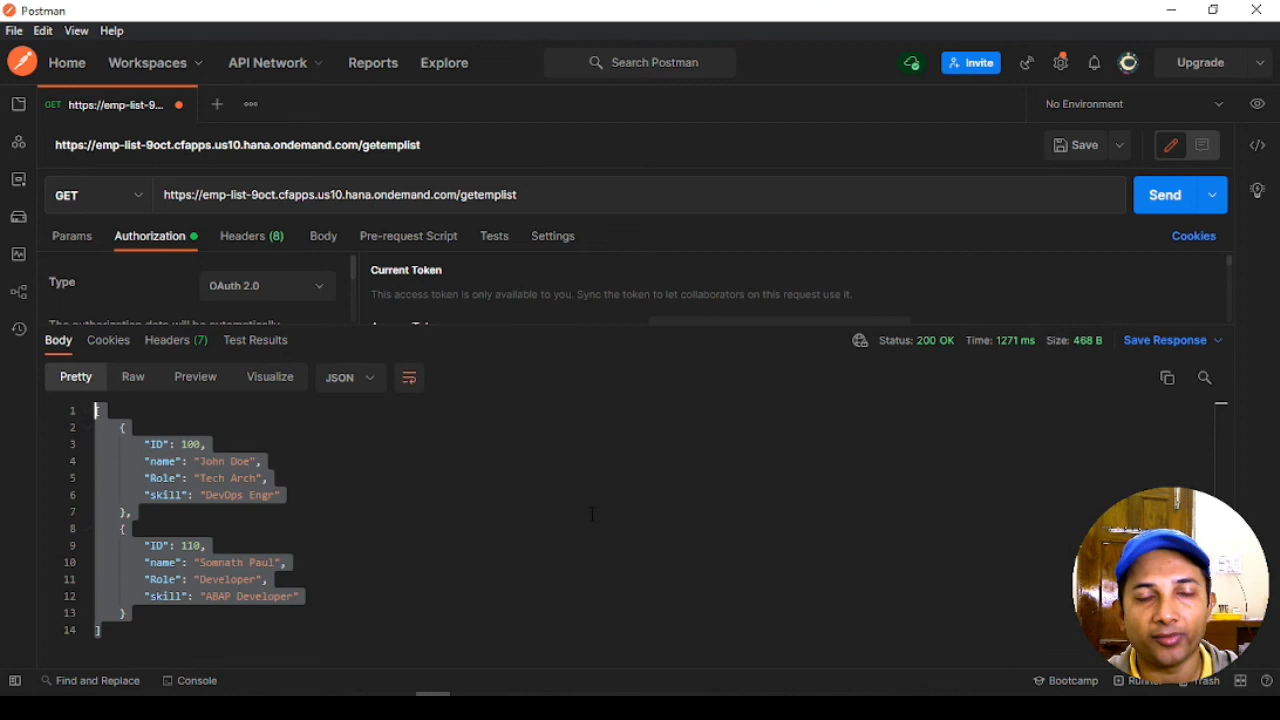 Postman
File Edit View Help
Home Workspaces API Network Reports Explore Search Postman Invite Upgrade
GET https://emp-list-9... No Environment
https://emp-list-9oct.cfapps.us10.hana.ondemand.com/getemplist Save
GET https://emp-list-9oct.cfapps.us10.hana.ondemand.com/getemplist Send
Params Authorization Headers (8) Body Pre-request Script Tests Settings Cookies
Type OAuth 2.0
Current Token
This access token is only available to you. Sync the token to let collaborators on this request use it.
Body Cookies Headers (7) Test Results Status: 200 OK Time: 1271 ms Size: 468 B Save Response
Pretty Raw Preview Visualize JSON
1 [
2 {
3 "ID": 100,
4 "name": "John Doe",
5 "Role": "Tech Arch",
6 "skill": "DevOps Engr"
7 },
8 {
9 "ID": 110,
10 "name": "Somnath Paul",
11 "Role": "Developer",
12 "skill": "ABAP Developer"
13 }
14 ]
Find and Replace Console Bootcamp Trash